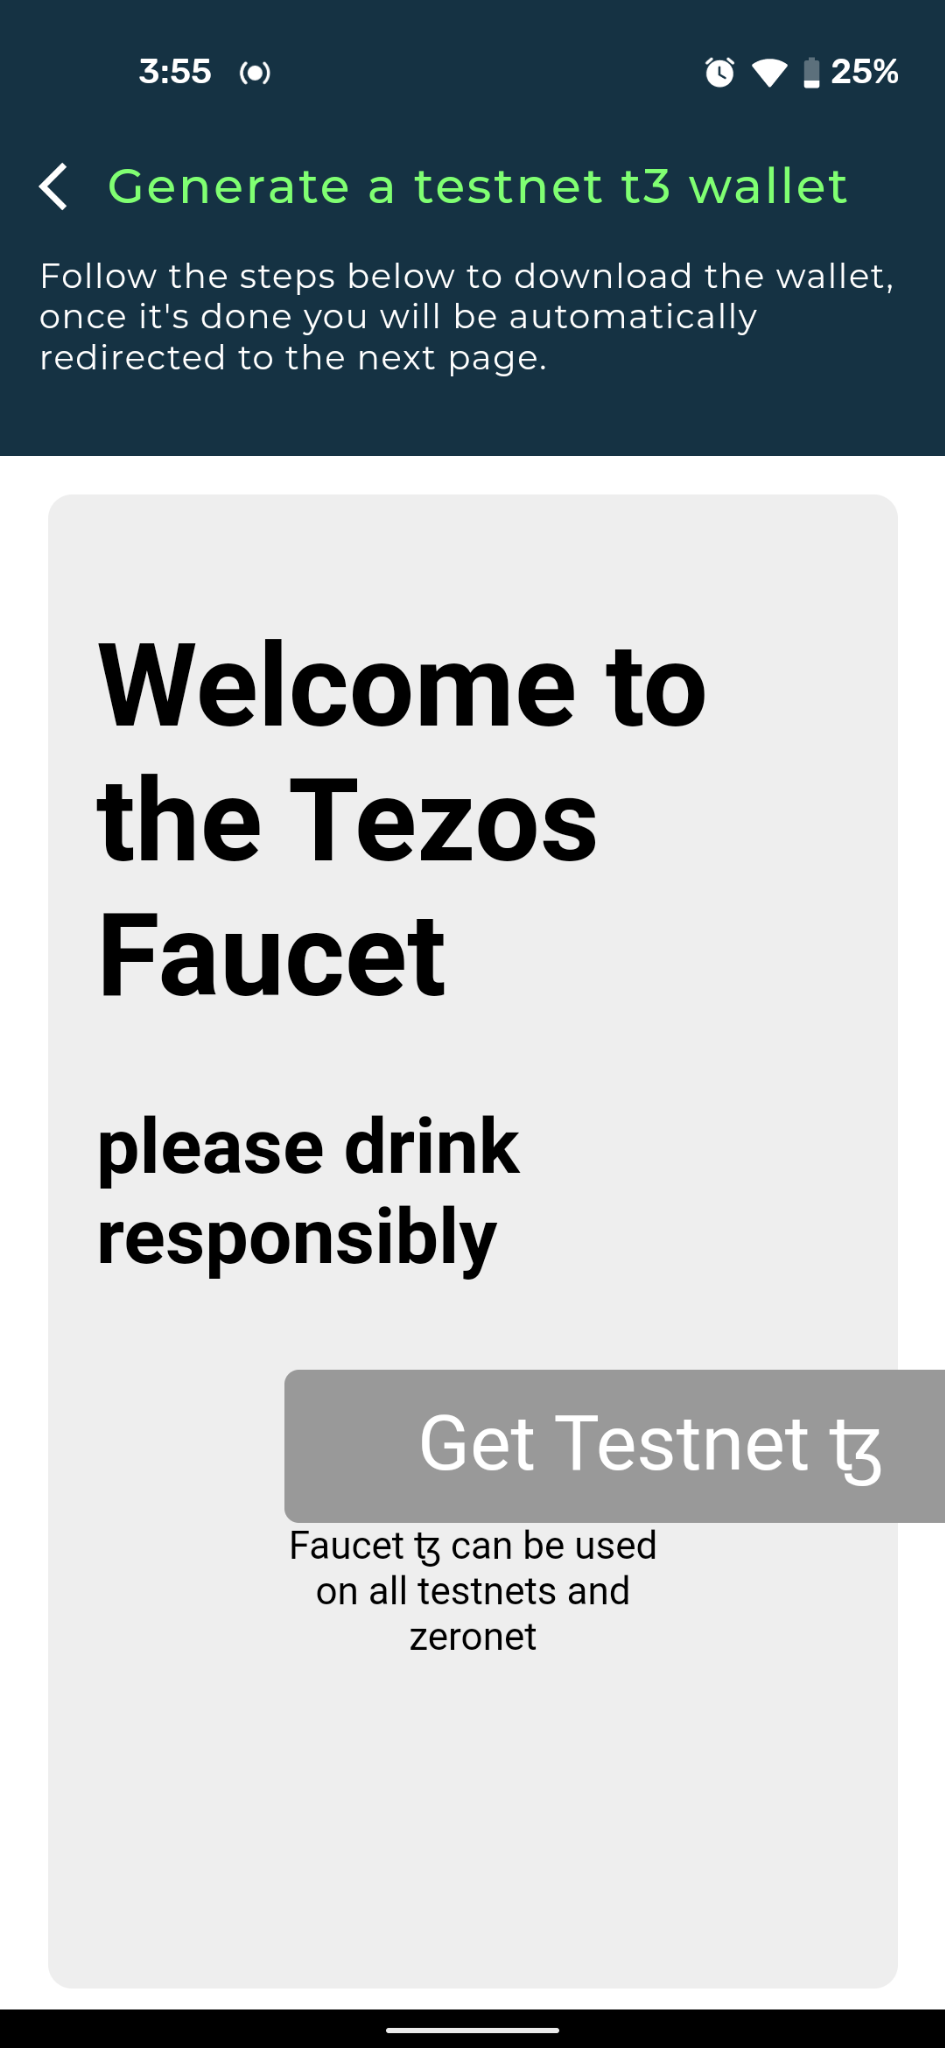 3:55
25%
Generate a testnet t3 wallet
Follow the steps below to download the wallet,
once it's done you will be automatically
redirected to the next page.
Welcome to
the Tezos
Faucet
please drink
responsibly
Get Testnet ꜩ
Faucet ꜩ can be used
on all testnets and
zeronet